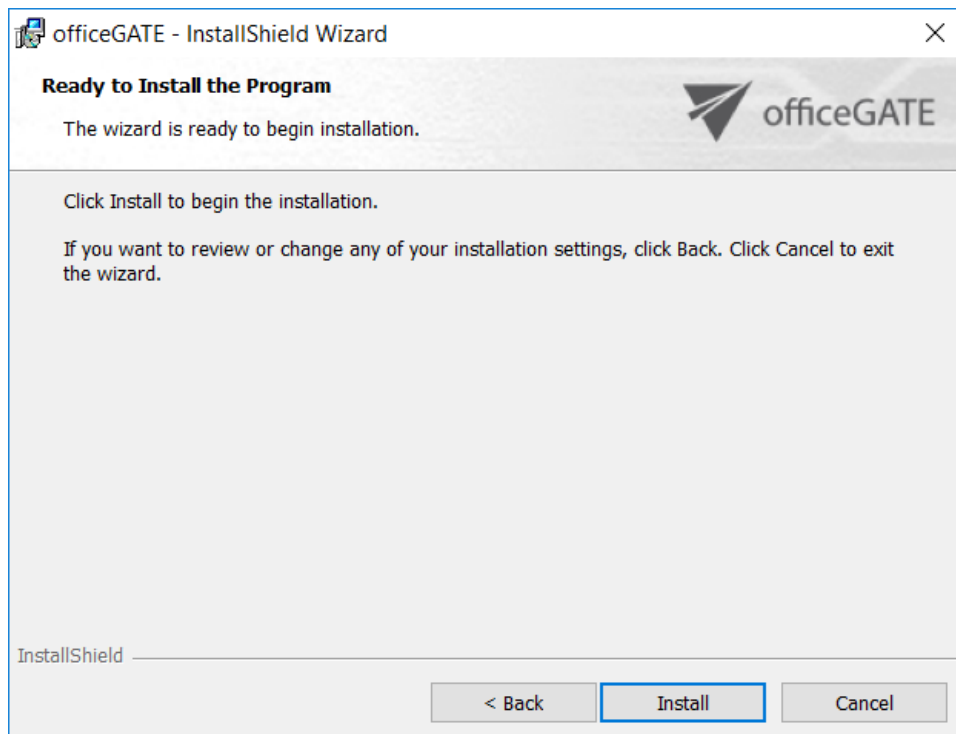 officeGATE - InstallShield Wizard
Ready to Install the Program
The wizard is ready to begin installation.
officeGATE
Click Install to begin the installation.
If you want to review or change any of your installation settings, click Back. Click Cancel to exit
the wizard.
InstallShield
< Back
Install
Cancel